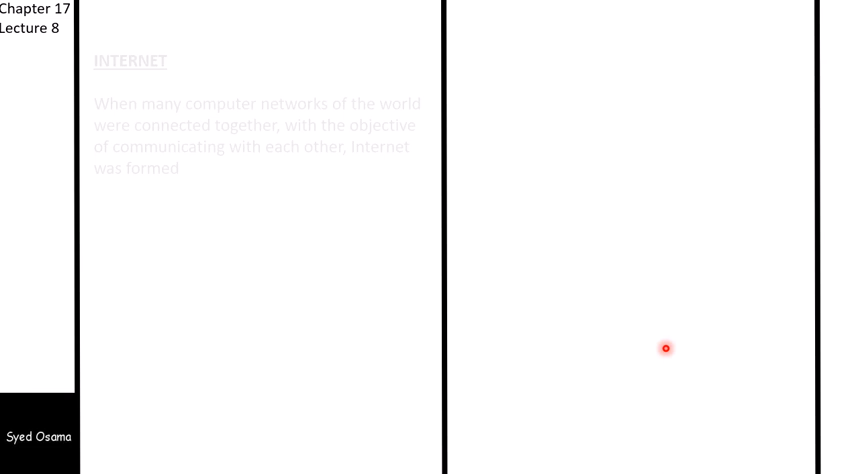 Chapter 17
Lecture 8
INTERNET
When many computer networks of the world
were connected together, with the objective
of communicating with each other, Internet
was formed
Syed Osama